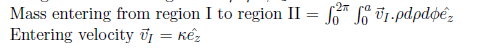 Mass entering from region I to region II = ∫₀^{2π} ∫₀^{a} v⃗_I.ρdρdϕê_z
Entering velocity v⃗_I = κê_z